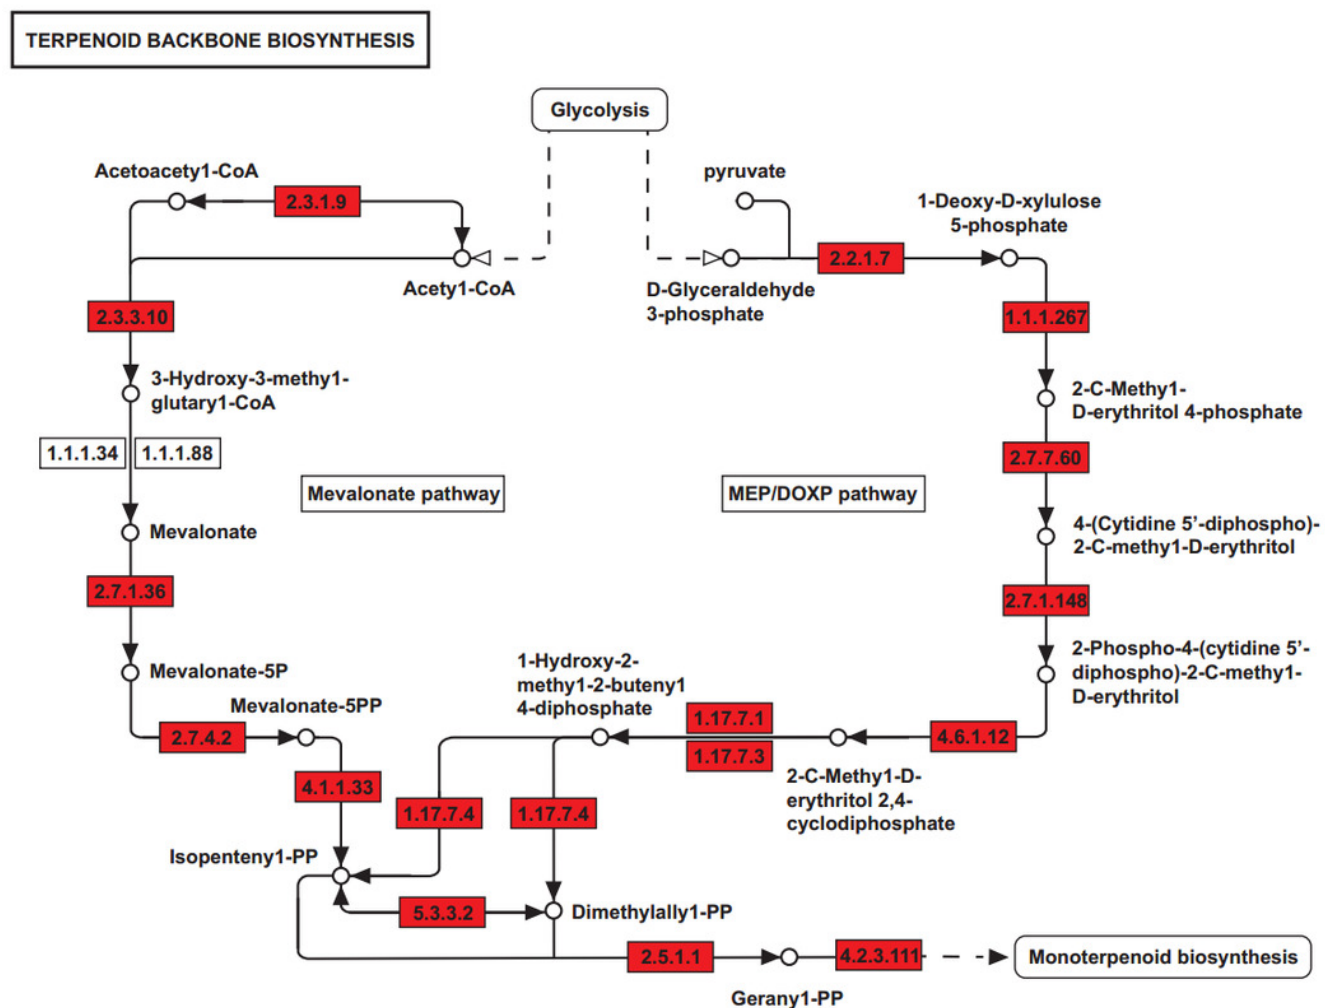 TERPENOID BACKBONE BIOSYNTHESIS
Glycolysis
Acetoacety1-CoA
2.3.1.9
pyruvate
1-Deoxy-D-xylulose
5-phosphate
2.2.1.7
Acety1-CoA
D-Glyceraldehyde
3-phosphate
2.3.3.10
1.1.1.267
3-Hydroxy-3-methy1-
glutary1-CoA
2-C-Methy1-
D-erythritol 4-phosphate
1.1.1.34
1.1.1.88
2.7.7.60
Mevalonate pathway
MEP/DOXP pathway
Mevalonate
4-(Cytidine 5'-diphospho)-
2-C-methy1-D-erythritol
2.7.1.36
2.7.1.148
Mevalonate-5P
1-Hydroxy-2-
methy1-2-buteny1
4-diphosphate
2-Phospho-4-(cytidine 5'-
diphospho)-2-C-methy1-
D-erythritol
Mevalonate-5PP
2.7.4.2
1.17.7.1
1.17.7.3
4.6.1.12
4.1.1.33
1.17.7.4
1.17.7.4
2-C-Methy1-D-
erythritol 2,4-
cyclodiphosphate
Isopenteny1-PP
5.3.3.2
Dimethylally1-PP
2.5.1.1
4.2.3.111
Monoterpenoid biosynthesis
Gerany1-PP